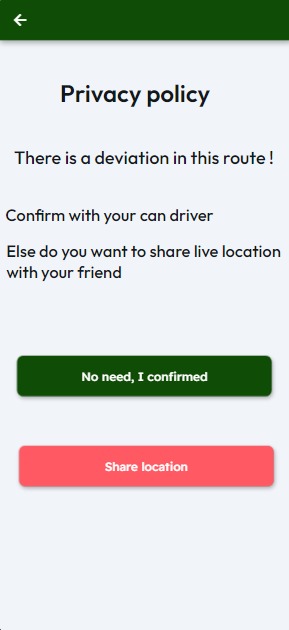 Privacy policy
There is a deviation in this route !
Confirm with your can driver
Else do you want to share live location
with your friend
No need, I confirmed
Share location